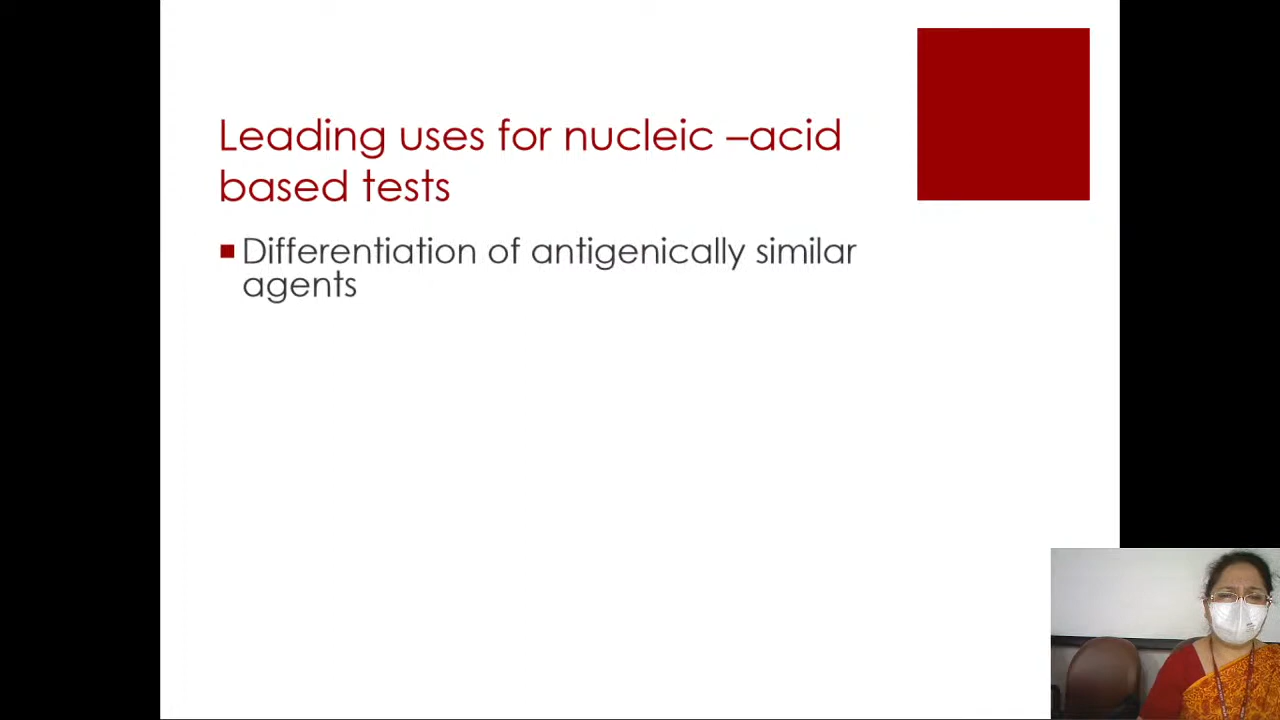 Leading uses for nucleic –acid
based tests
Differentiation of antigenically similar
agents